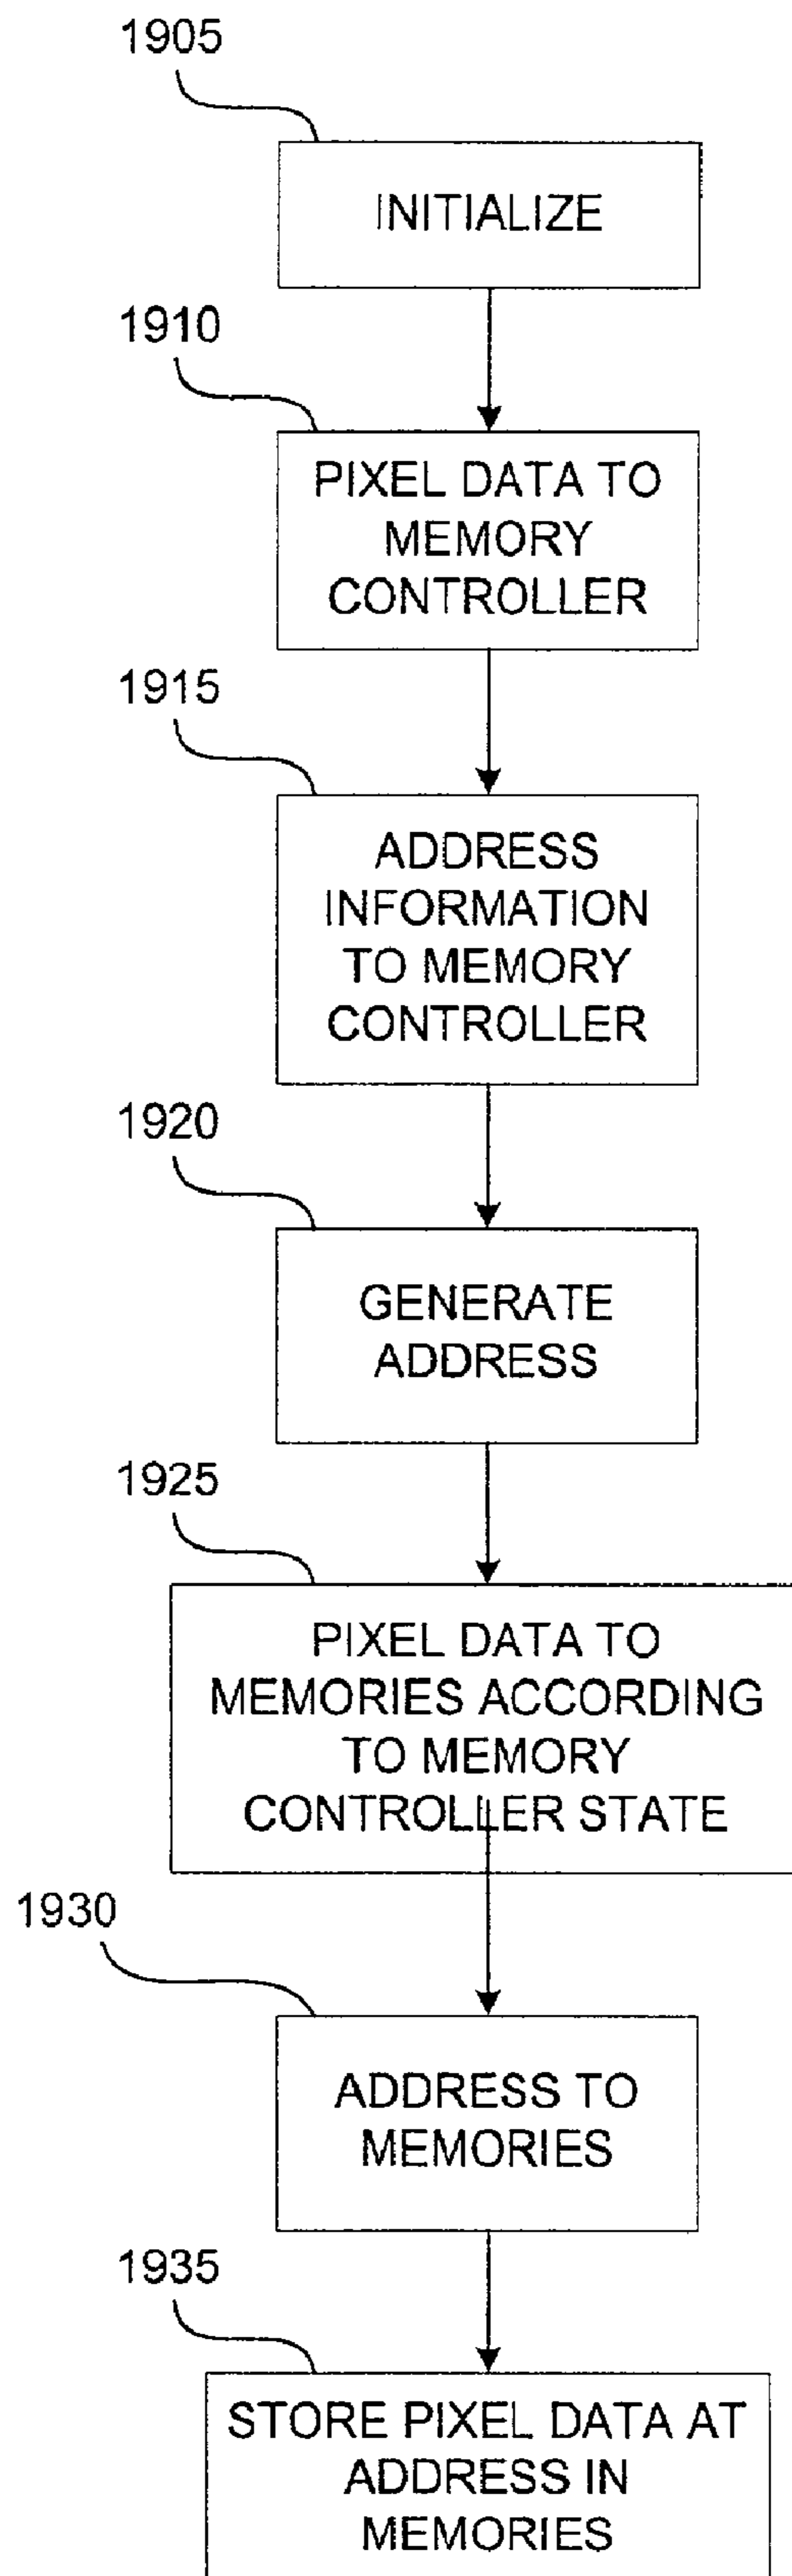 1905
INITIALIZE
1910
PIXEL DATA TO
MEMORY
CONTROLLER
1915
ADDRESS
INFORMATION
TO MEMORY
CONTROLLER
1920
GENERATE
ADDRESS
1925
PIXEL DATA TO
MEMORIES ACCORDING
TO MEMORY
CONTROLLER STATE
1930
ADDRESS TO
MEMORIES
1935
STORE PIXEL DATA AT
ADDRESS IN
MEMORIES